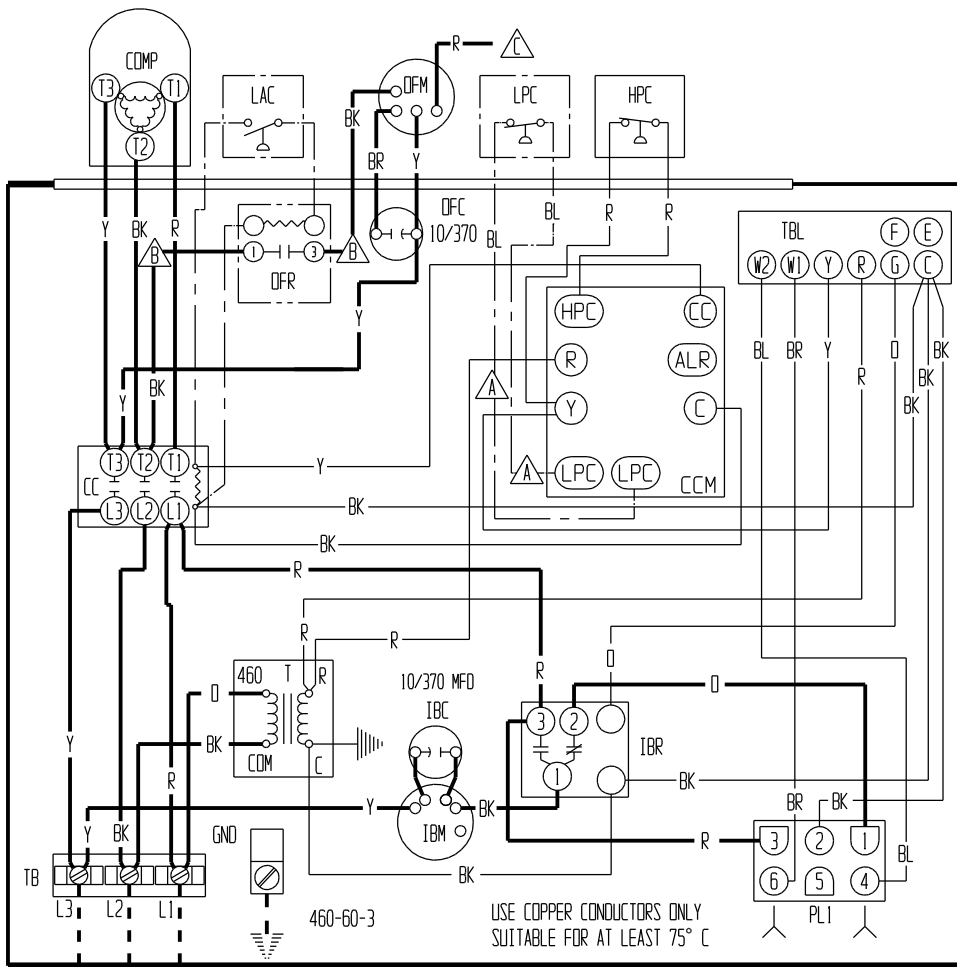 R
C
COMP
OFM
T3
T1
LAC
LPC
HPC
BK
T2
BR
Y
OFC
10/370
BL
R
R
Y
BK
R
BL
TBL
F
E
B
1
3
B
W2
W1
Y
R
G
C
OFR
HPC
CC
Y
BL
BR
Y
O
BK
R
ALR
R
BK
A
BK
Y
Y
C
BK
T3
T2
T1
Y
A
LPC
LPC
CC
CCM
L3
L2
L1
BK
BK
R
R
R
O
460
T
R
10/370 MFD
R
O
O
IBC
3
2
IBR
Y
BK
COM
C
1
R
BK
Y
BK
BR
BK
Y
BK
GND
IBM
R
3
2
1
BL
TB
BK
6
5
4
L3
L2
L1
460-60-3
USE COPPER CONDUCTORS ONLY
PL1
SUITABLE FOR AT LEAST 75° C